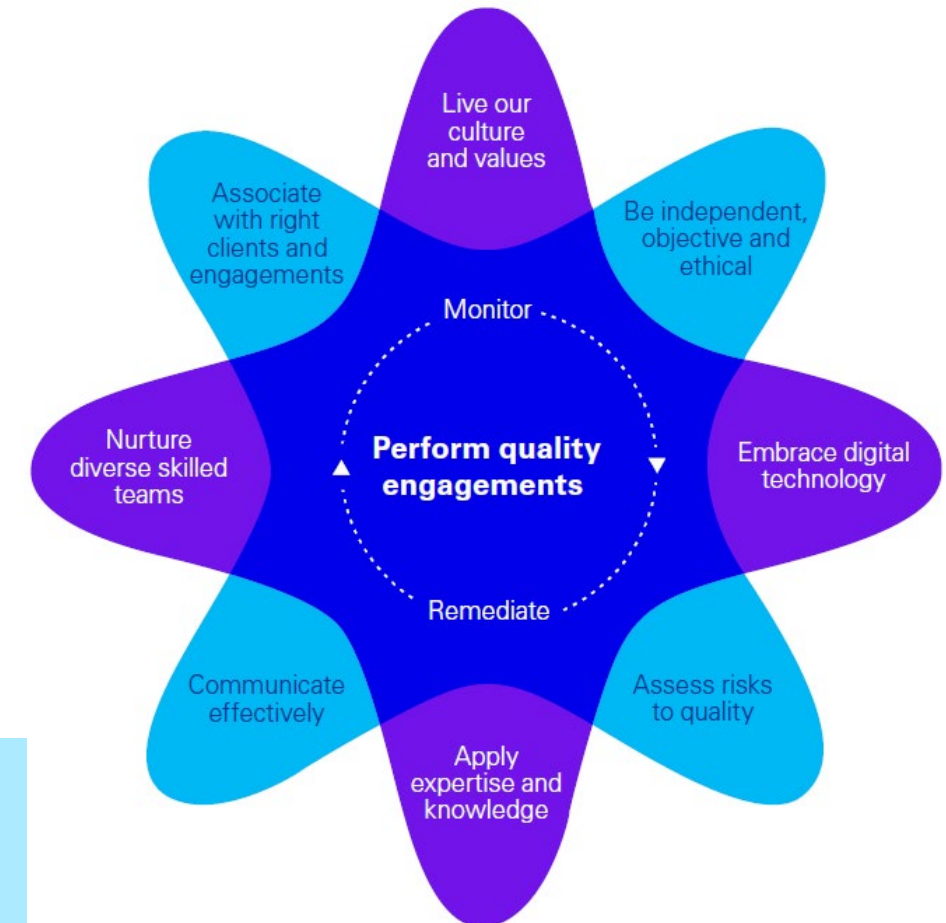 Live our
culture
and values
Associate
with right
clients and
engagements
Be independent,
objective and
ethical
Monitor
Nurture
diverse skilled
teams
Perform quality
engagements
Embrace digital
technology
Remediate
Communicate
effectively
Assess risks
to quality
Apply
expertise and
knowledge